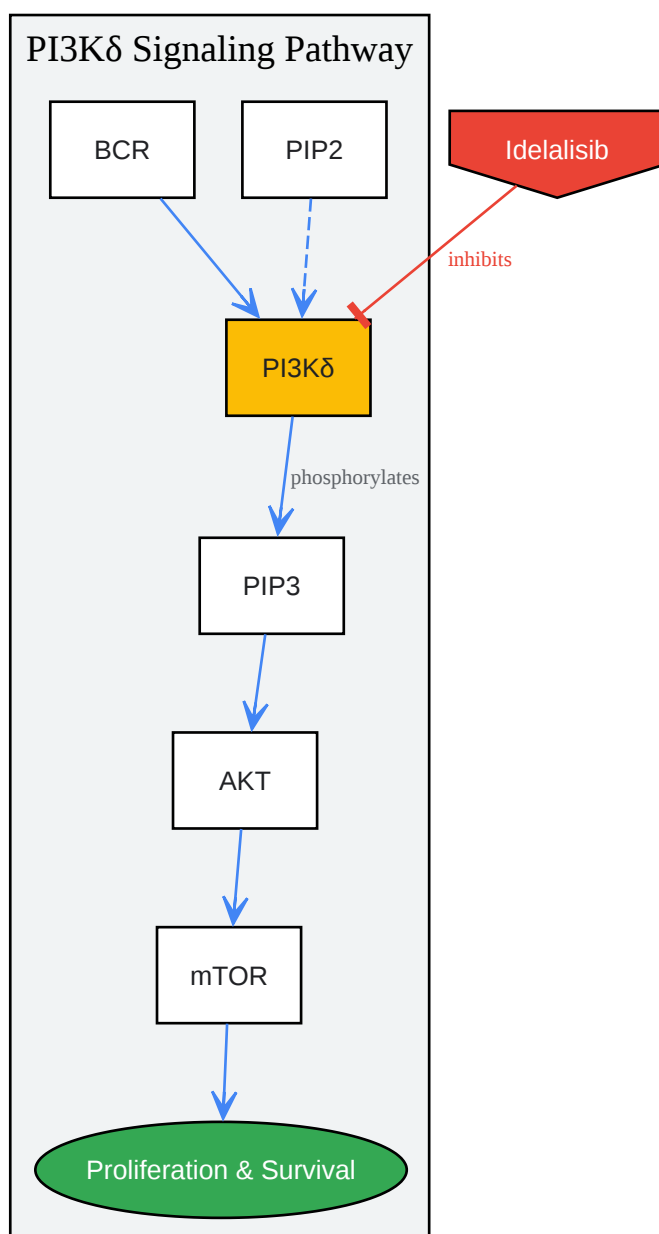 PI3Kδ Signaling Pathway
BCR
PIP2
Idelalisib
inhibits
PI3Kδ
phosphorylates
PIP3
AKT
mTOR
Proliferation & Survival